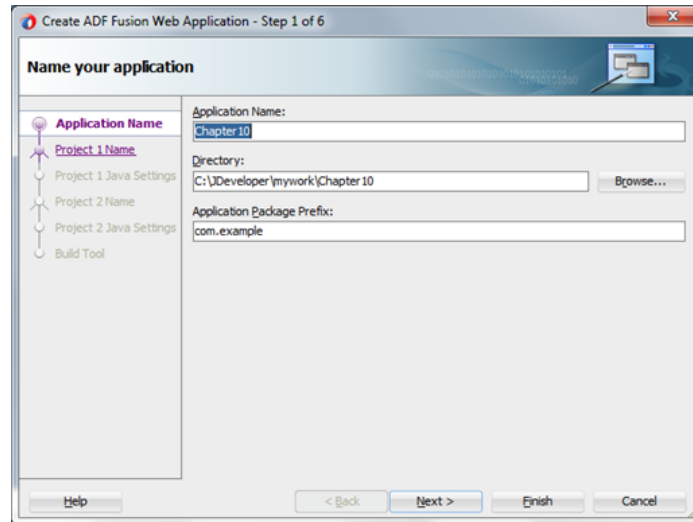 Create ADF Fusion Web Application - Step 1 of 6
Name your application
Application Name
Project 1 Name
Project 1 Java Settings
Project 2 Name
Project 2 Java Settings
Build Tool
Application Name:
Chapter10
Directory:
C:\JDeveloper\mywork\Chapter10
Browse...
Application Package Prefix:
com.example
Help
< Back
Next >
Finish
Cancel